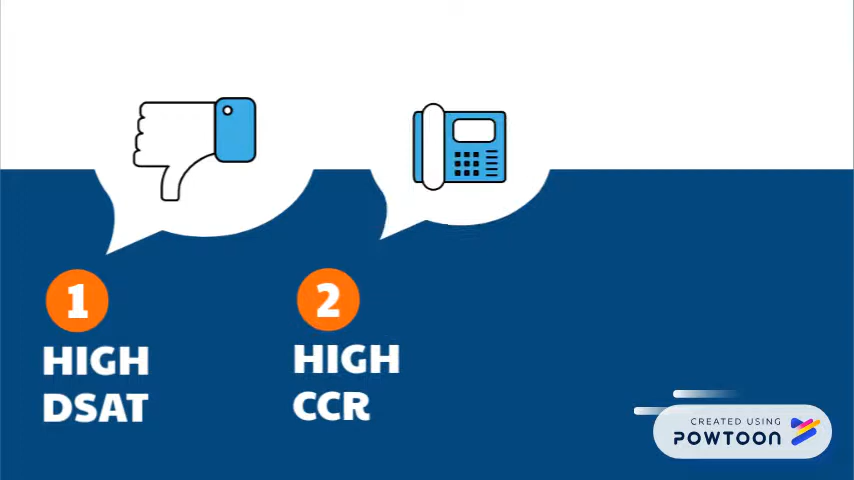 1
HIGH
DSAT
2
HIGH
CCR
CREATED USING
POWTOON